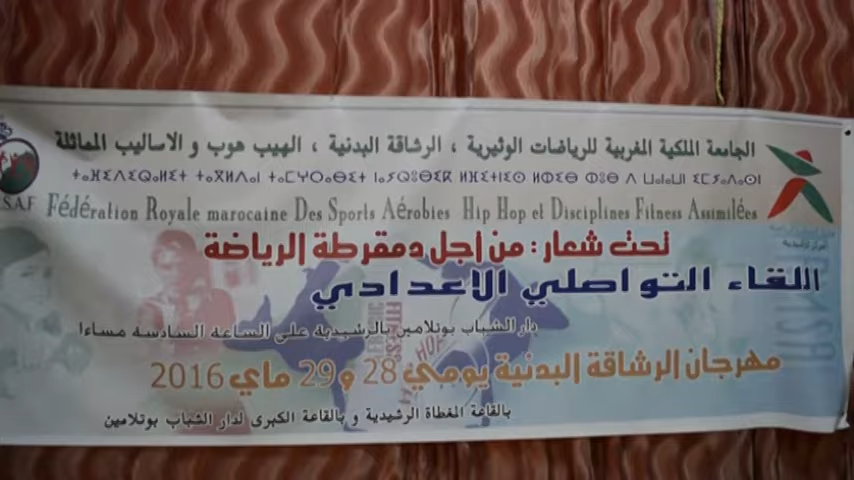 الجامعة الملكية المغربية للرياضات الوثيرية ، الرشاقة البدنية ، الهيب هوب و الاساليب المماثلة
Fédération Royale marocaine Des Sports Aérobies Hip Hop et Disciplines Fitness Assimilées
تحت شعار : من أجل دمقرطة الرياضة
اللقاء التواصلي الإعدادي
دار الشباب بوتلامين بالرشيدية على الساعة السادسة مساءا
مهرجان الرشاقة البدنية يومي 28 و 29 ماي 2016
بالقاعة المغطاة الرشيدية و بالقاعة الكبرى لدار الشباب بوتلامين